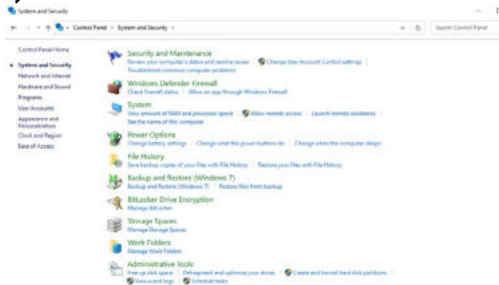 System and Security
Control Panel > System and Security >
Search Control Panel
Control Panel Home
System and Security
Network and Internet
Hardware and Sound
Programs
User Accounts
Appearance and
Personalization
Clock and Region
Ease of Access
Security and Maintenance
Review your computer's status and resolve issues Change User Account Control settings
Troubleshoot common computer problems
Windows Defender Firewall
Check firewall status Allow an app through Windows Firewall
System
View amount of RAM and processor speed Allow remote access Launch remote assistance
See the name of this computer
Power Options
Change battery settings Change what the power buttons do Change when the computer sleeps
File History
Save backup copies of your files with File History Restore your files with File History
Backup and Restore (Windows 7)
Backup and Restore (Windows 7) Restore files from backup
BitLocker Drive Encryption
Manage BitLocker
Storage Spaces
Manage Storage Spaces
Work Folders
Manage Work Folders
Administrative Tools
Free up disk space Defragment and optimize your drives Create and format hard disk partitions
View event logs Schedule tasks